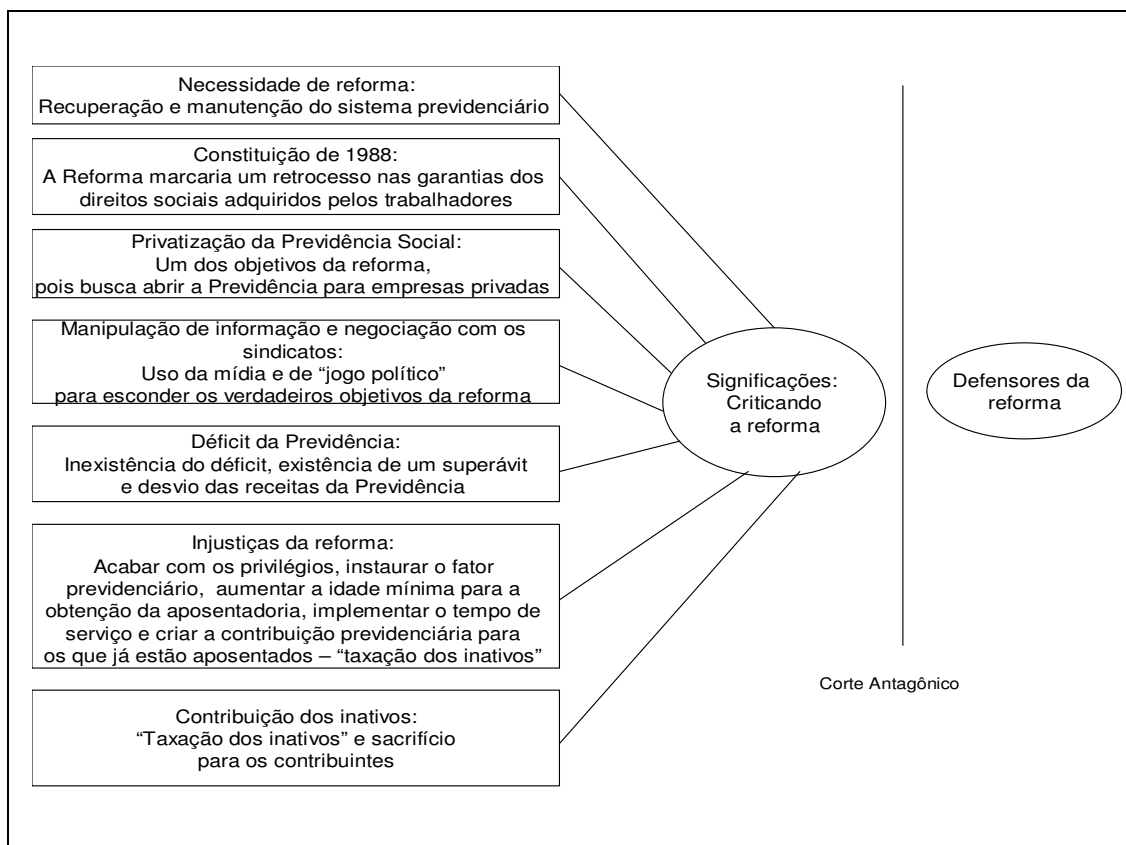 Necessidade de reforma:
Recuperação e manutenção do sistema previdenciário
Constituição de 1988:
A Reforma marcaria um retrocesso nas garantias dos
direitos sociais adquiridos pelos trabalhadores
Privatização da Previdência Social:
Um dos objetivos da reforma,
pois busca abrir a Previdência para empresas privadas
Manipulação de informação e negociação com os
sindicatos:
Uso da mídia e de “jogo político”
para esconder os verdadeiros objetivos da reforma
Déficit da Previdência:
Inexistência do déficit, existência de um superávit
e desvio das receitas da Previdência
Injustiças da reforma:
Acabar com os privilégios, instaurar o fator
previdenciário, aumentar a idade mínima para a
obtenção da aposentadoria, implementar o tempo de
serviço e criar a contribuição previdenciária para
os que já estão aposentados – “taxação dos inativos”
Contribuição dos inativos:
“Taxação dos inativos” e sacrifício
para os contribuintes
Significações:
Criticando
a reforma
Defensores da
reforma
Corte Antagônico